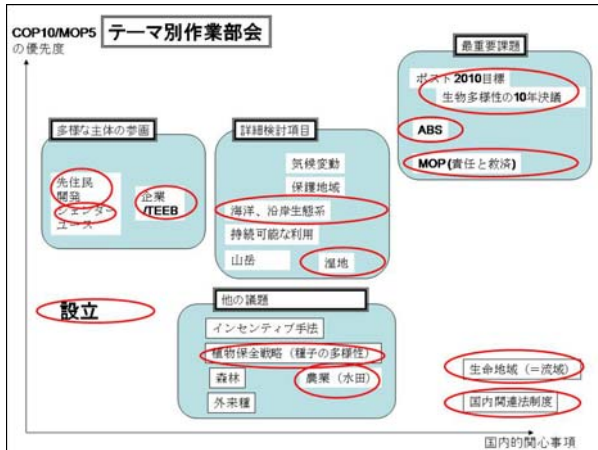 COP10/MOP5
の優先度
テーマ別作業部会
最重要課題
ポスト2010目標
生物多様性の10年決議
ABS
MOP(責任と救済)
多様な主体の参画
先住民
開発
ジェンダー
ユース
企業
/TEEB
詳細検討項目
気候変動
保護地域
海洋、沿岸生態系
持続可能な利用
山岳
湿地
設立
他の議題
インセンティブ手法
植物保全戦略（種子の多様性）
森林
農業（水田）
外来種
生命地域（=流域）
国内関連法制度
国内的関心事項